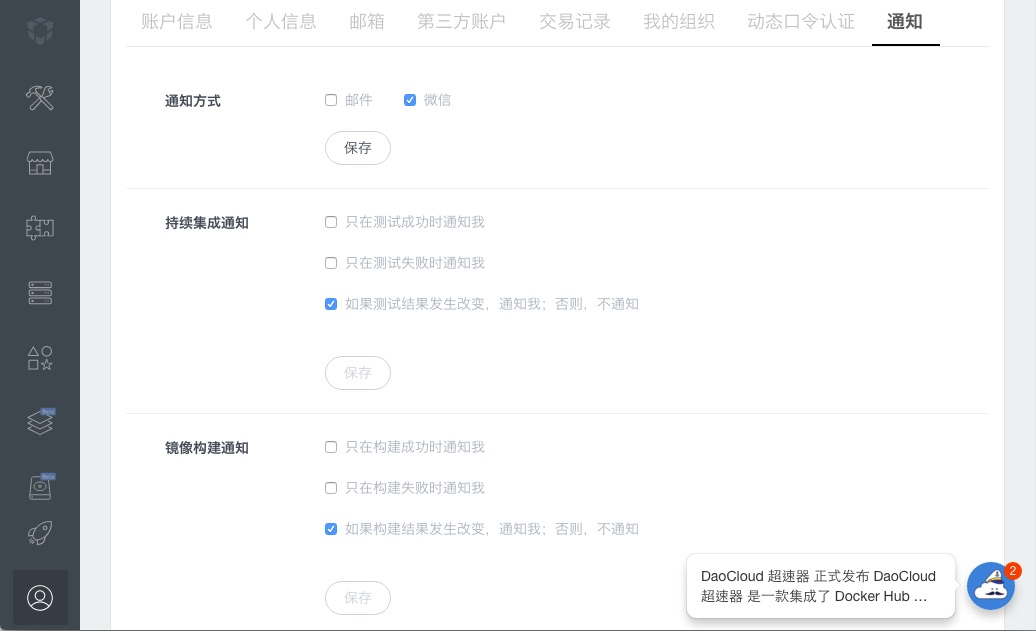 账户信息 个人信息 邮箱 第三方账户 交易记录 我的组织 动态口令认证 通知
通知方式 邮件 微信
保存
持续集成通知 只在测试成功时通知我
只在测试失败时通知我
如果测试结果发生改变，通知我；否则，不通知
保存
Beta
镜像构建通知 只在构建成功时通知我
Beta
只在构建失败时通知我
如果构建结果发生改变，通知我；否则，不通知
保存
DaoCloud 超速器 正式发布 DaoCloud
超速器 是一款集成了 Docker Hub ...
2